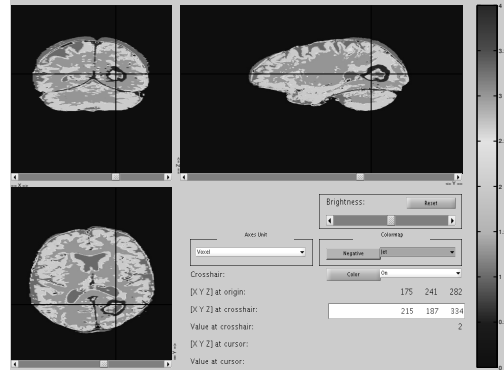 Brightness:
Reset
Axes Unit
Colormap
Voxel
Negative
Jet
Crosshair:
Color
On
[X Y Z] at origin:
175 241 282
[X Y Z] at crosshair:
215 187 334
Value at crosshair:
2
[X Y Z] at cursor:
Value at cursor: